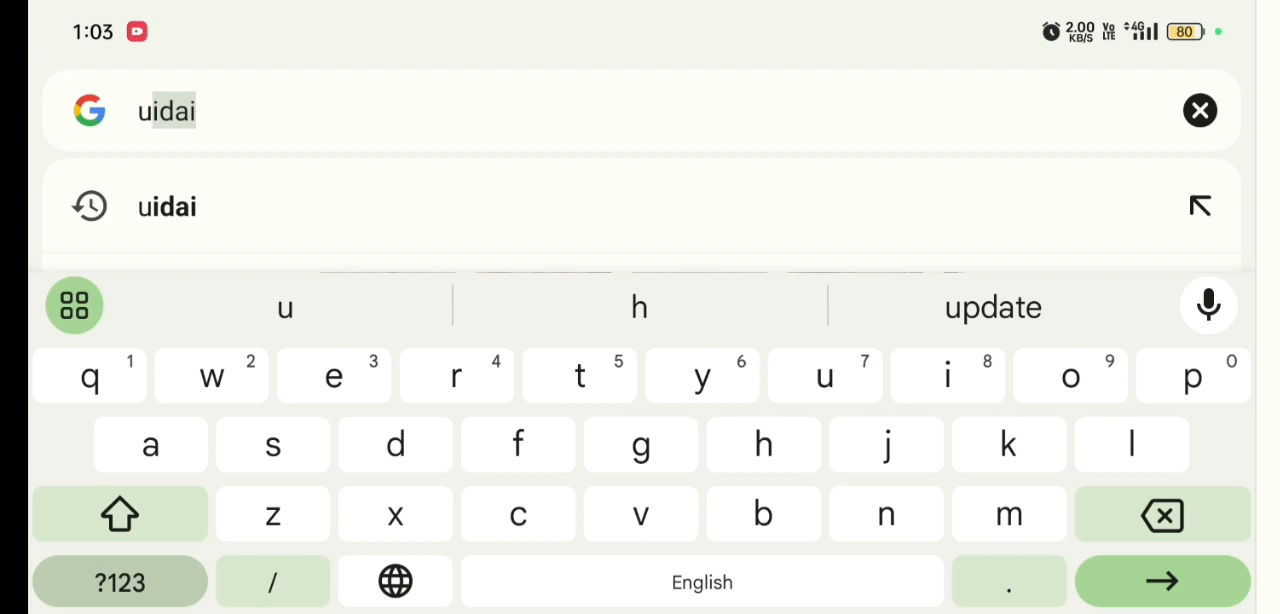 1:03 2.00 KB/S Vo LTE 4G 80
uidai
uidai
u h update
q 1 w 2 e 3 r 4 t 5 y 6 u 7 i 8 o 9 p 0
a s d f g h j k l
z x c v b n m
?123 / English .